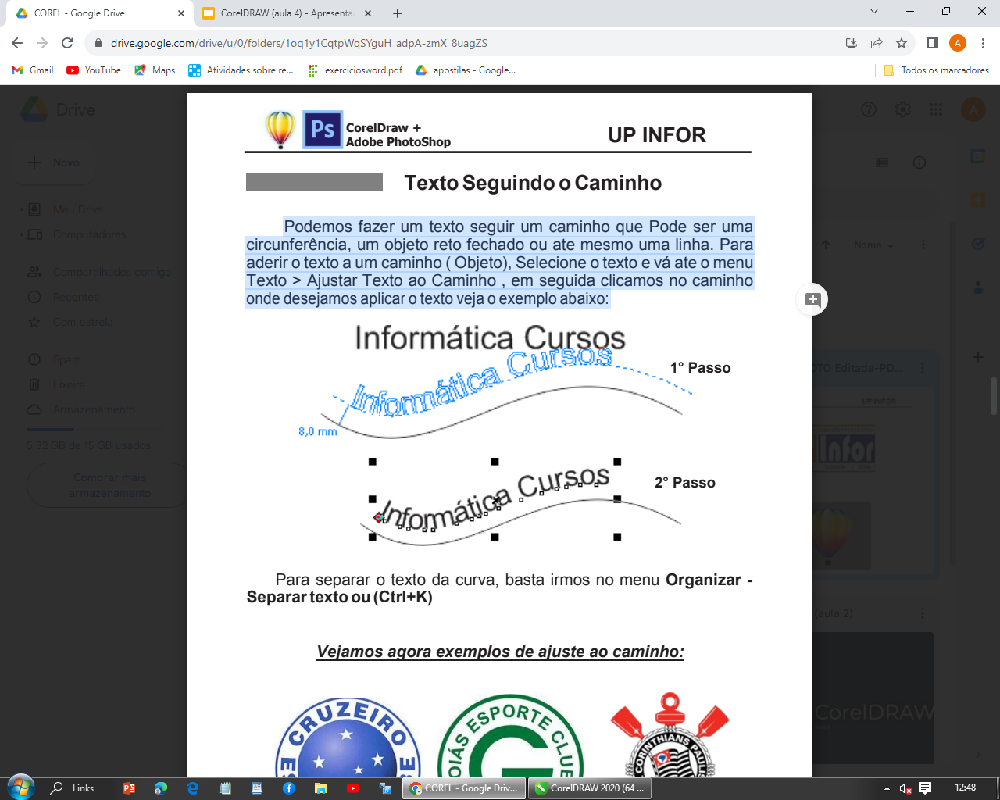 COREL - Google Drive
CorelDRAW (aula 4) - Apresenta
drive.google.com/drive/u/0/folders/1oq1y1CqtpWqSYguH_adpA-zmX_8uagZS
A
Gmail
YouTube
Maps
Atividades sobre re...
exerciciosword.pdf
apostilas - Google...
Todos os marcadores
Drive
A
Novo
Meu Drive
Computadores
Compartilhados comigo
Recentes
Com estrela
Spam
Lixeira
Armazenamento
5,32 GB de 15 GB usados
Comprar mais
armazenamento
Nome
OTO Editada-PD...
UP INFOR
Infor
(aula 2)
CorelDRAW
Ps
CorelDraw +
Adobe PhotoShop
UP INFOR
Texto Seguindo o Caminho
Podemos fazer um texto seguir um caminho que Pode ser uma
circunferência, um objeto reto fechado ou ate mesmo uma linha. Para
aderir o texto a um caminho ( Objeto), Selecione o texto e vá ate o menu
Texto > Ajustar Texto ao Caminho , em seguida clicamos no caminho
onde desejamos aplicar o texto veja o exemplo abaixo:
Informática Cursos
Informática Cursos
1° Passo
8,0 mm
Informática Cursos
2° Passo
Para separar o texto da curva, basta irmos no menu Organizar -
Separar texto ou (Ctrl+K)
Vejamos agora exemplos de ajuste ao caminho:
CRUZEIRO
OIÁS ESPORTE CLUBE
G
CORINTHIANS PAUL
Links
COREL - Google Driv...
CorelDRAW 2020 (64 ...
12:48